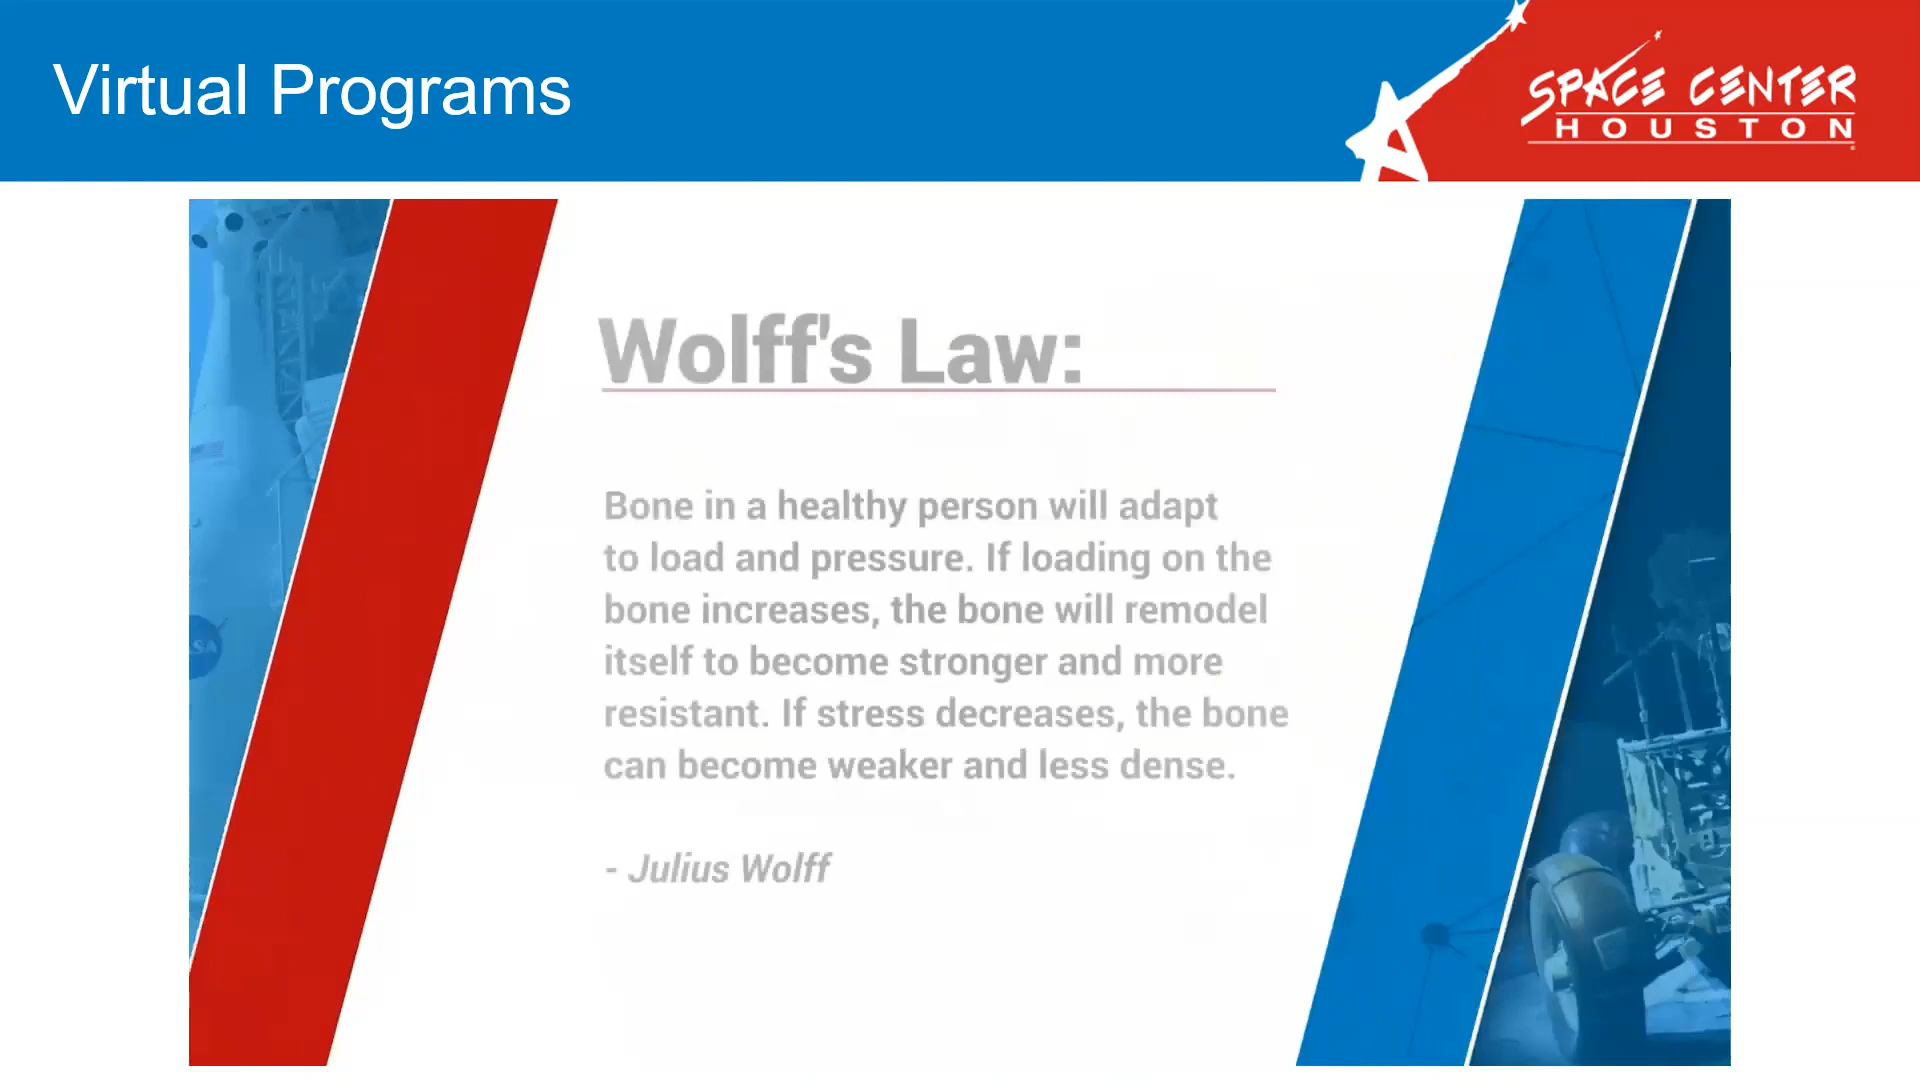 Virtual Programs
SPACE CENTER
HOUSTON
Wolff's Law:
Bone in a healthy person will adapt
to load and pressure. If loading on the
bone increases, the bone will remodel
itself to become stronger and more
resistant. If stress decreases, the bone
can become weaker and less dense.
- Julius Wolff